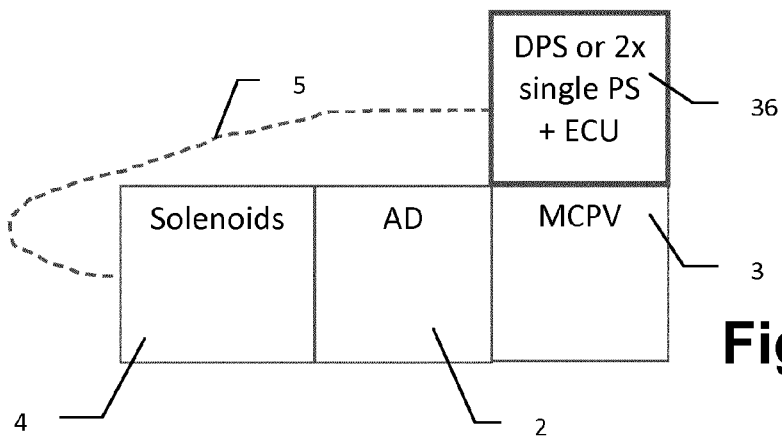 DPS or 2x
single PS
+ ECU
5
36
Solenoids
AD
MCPV
3
Fig
4
2